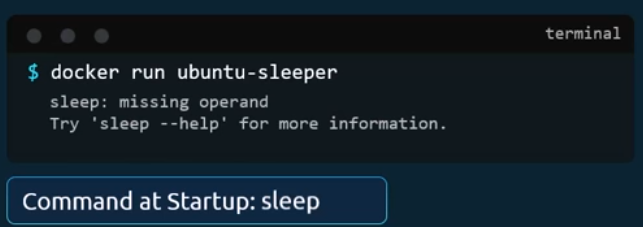 terminal
$ docker run ubuntu-sleeper
sleep: missing operand
Try 'sleep --help' for more information.
Command at Startup: sleep